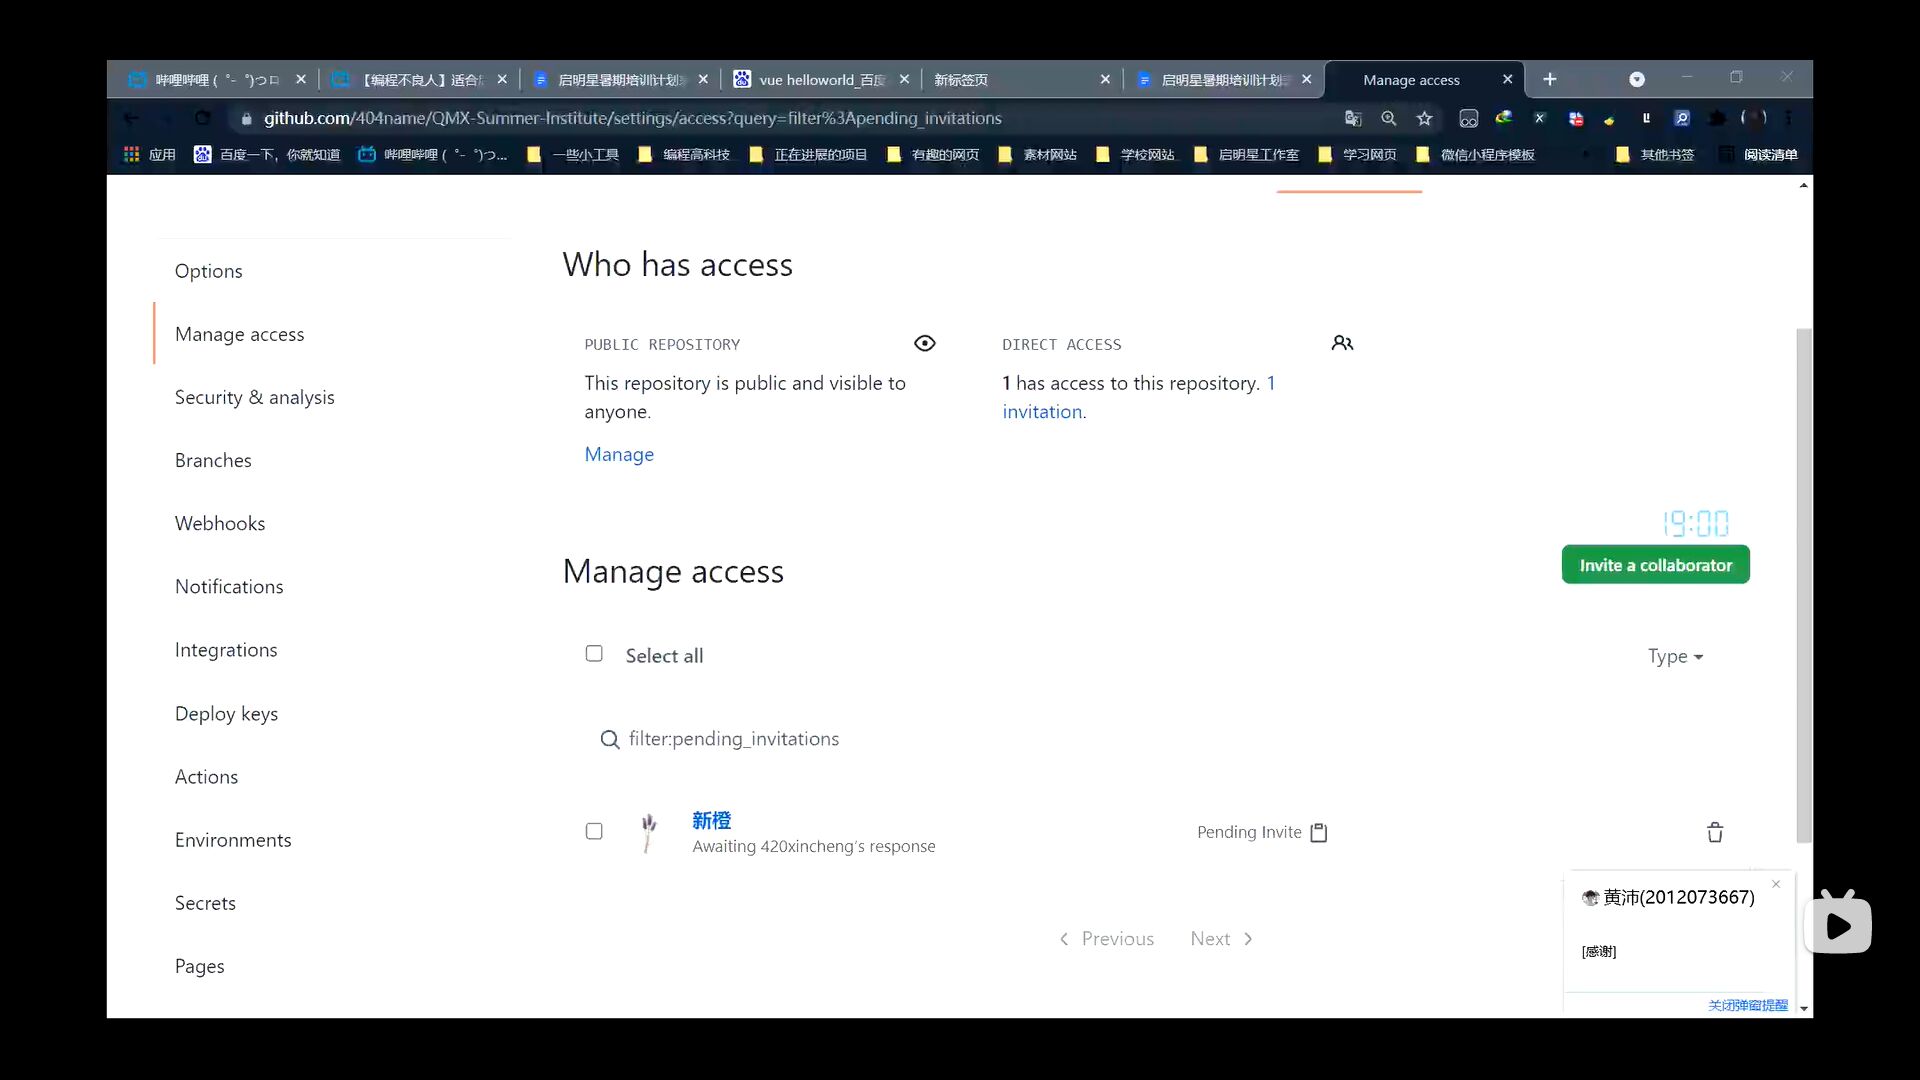 哔哩哔哩 (゜-゜)つロ
【编程不良人】适合
启明星暑期培训计划
vue helloworld_百度
新标签页
启明星暑期培训计划
Manage access
github.com/404name/QMX-Summer-Institute/settings/access?query=filter%3Apending_invitations
应用
百度一下，你就知道
哔哩哔哩 (゜-゜)つ...
一些小工具
编程高科技
正在进展的项目
有趣的网页
素材网站
学校网站
启明星工作室
学习网页
微信小程序模板
其他书签
阅读清单
Options
Manage access
Security & analysis
Branches
Webhooks
Notifications
Integrations
Deploy keys
Actions
Environments
Secrets
Pages
Who has access
PUBLIC REPOSITORY
This repository is public and visible to
anyone.
Manage
DIRECT ACCESS
1 has access to this repository. 1
invitation.
19:00
Manage access
Invite a collaborator
Select all
Type
filter:pending_invitations
新橙
Awaiting 420xincheng's response
Pending Invite
Previous
Next
黄沛(2012073667)
[感谢]
关闭弹窗提醒